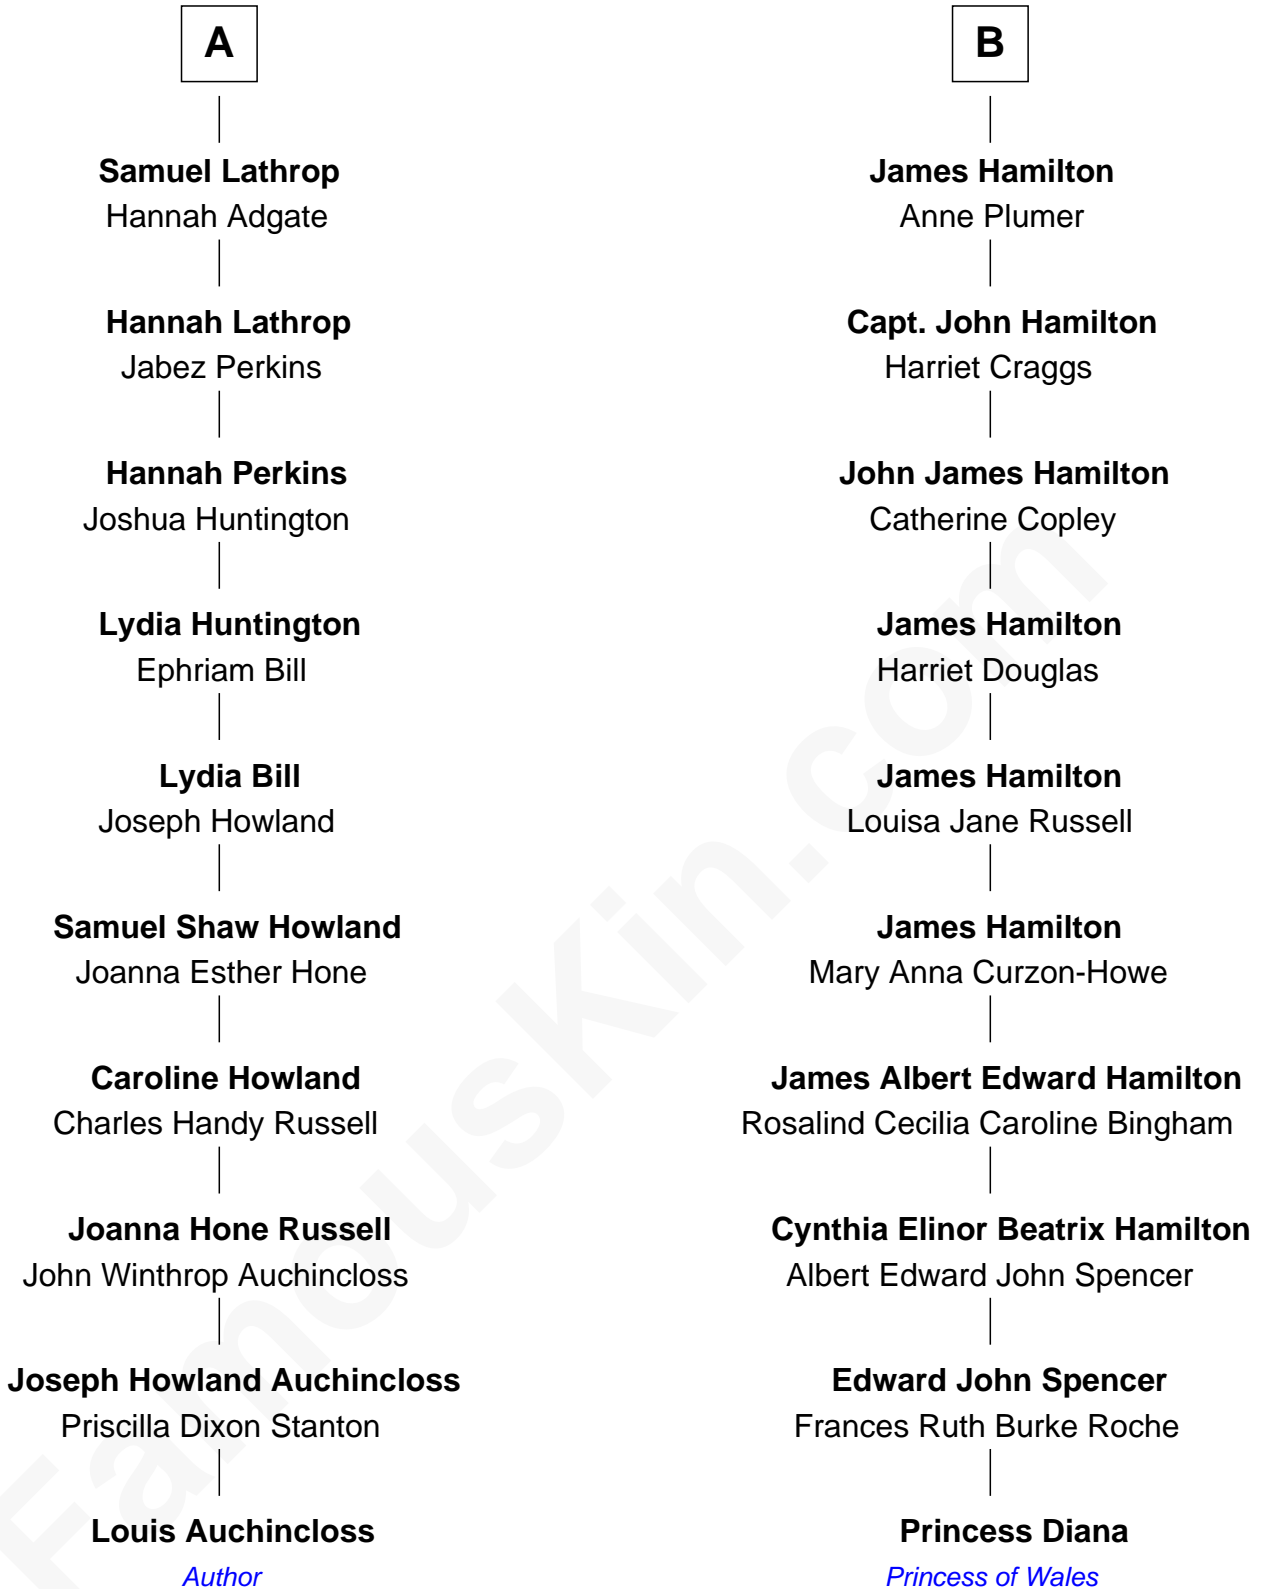 A
Samuel Lathrop
Hannah Adgate
Hannah Lathrop
Jabez Perkins
Hannah Perkins
Joshua Huntington
Lydia Huntington
Ephriam Bill
Lydia Bill
Joseph Howland
Samuel Shaw Howland
Joanna Esther Hone
Caroline Howland
Charles Handy Russell
Joanna Hone Russell
John Winthrop Auchincloss
Joseph Howland Auchincloss
Priscilla Dixon Stanton
Louis Auchincloss
Author
B
James Hamilton
Anne Plumer
Capt. John Hamilton
Harriet Craggs
John James Hamilton
Catherine Copley
James Hamilton
Harriet Douglas
James Hamilton
Louisa Jane Russell
James Hamilton
Mary Anna Curzon-Howe
James Albert Edward Hamilton
Rosalind Cecilia Caroline Bingham
Cynthia Elinor Beatrix Hamilton
Albert Edward John Spencer
Edward John Spencer
Frances Ruth Burke Roche
Princess Diana
Princess of Wales
FamousKin.com